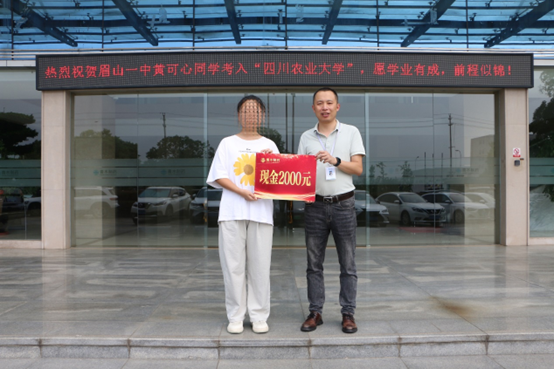 热烈祝贺眉山一中黄可心同学考入“四川农业大学”，愿学业有成，前程似锦！
现金2000元